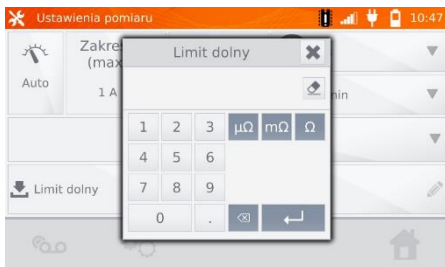 Ustawienia pomiaru 10:47
Zakre
(max
Auto
1 A
min
Limit dolny
Limit dolny
1 2 3 µΩ mΩ Ω
4 5 6
7 8 9
0 .